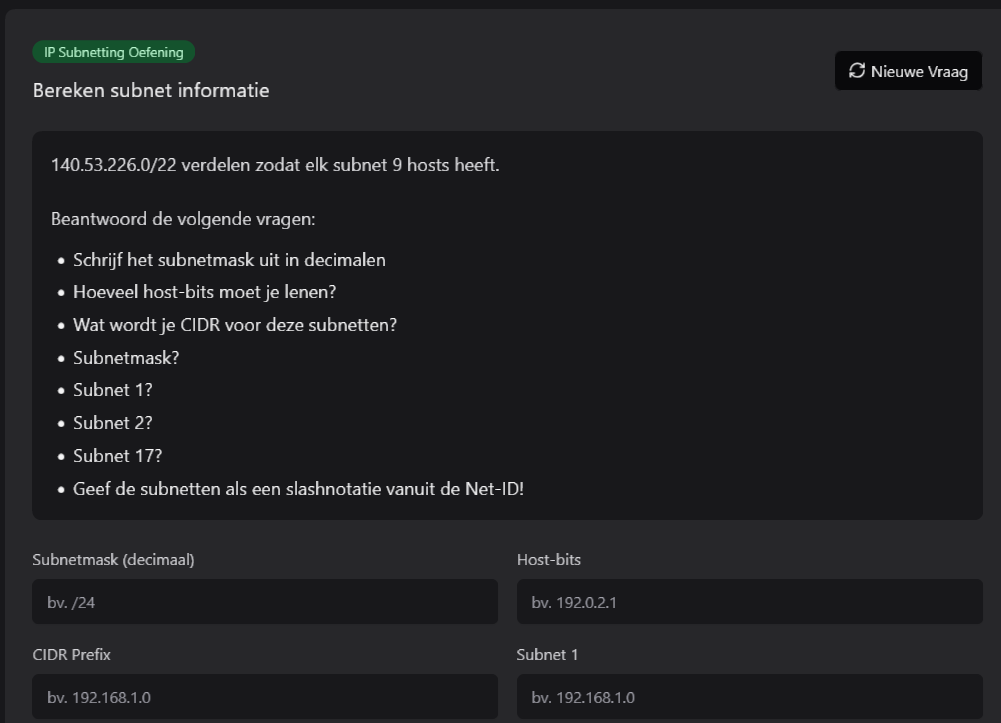 IP Subnetting Oefening
Nieuwe Vraag
Bereken subnet informatie
140.53.226.0/22 verdelen zodat elk subnet 9 hosts heeft.
Beantwoord de volgende vragen:
• Schrijf het subnetmask uit in decimalen
• Hoeveel host-bits moet je lenen?
• Wat wordt je CIDR voor deze subnetten?
• Subnetmask?
• Subnet 1?
• Subnet 2?
• Subnet 17?
• Geef de subnetten als een slashnotatie vanuit de Net-ID!
Subnetmask (decimaal)
Host-bits
bv. /24
bv. 192.0.2.1
CIDR Prefix
Subnet 1
bv. 192.168.1.0
bv. 192.168.1.0